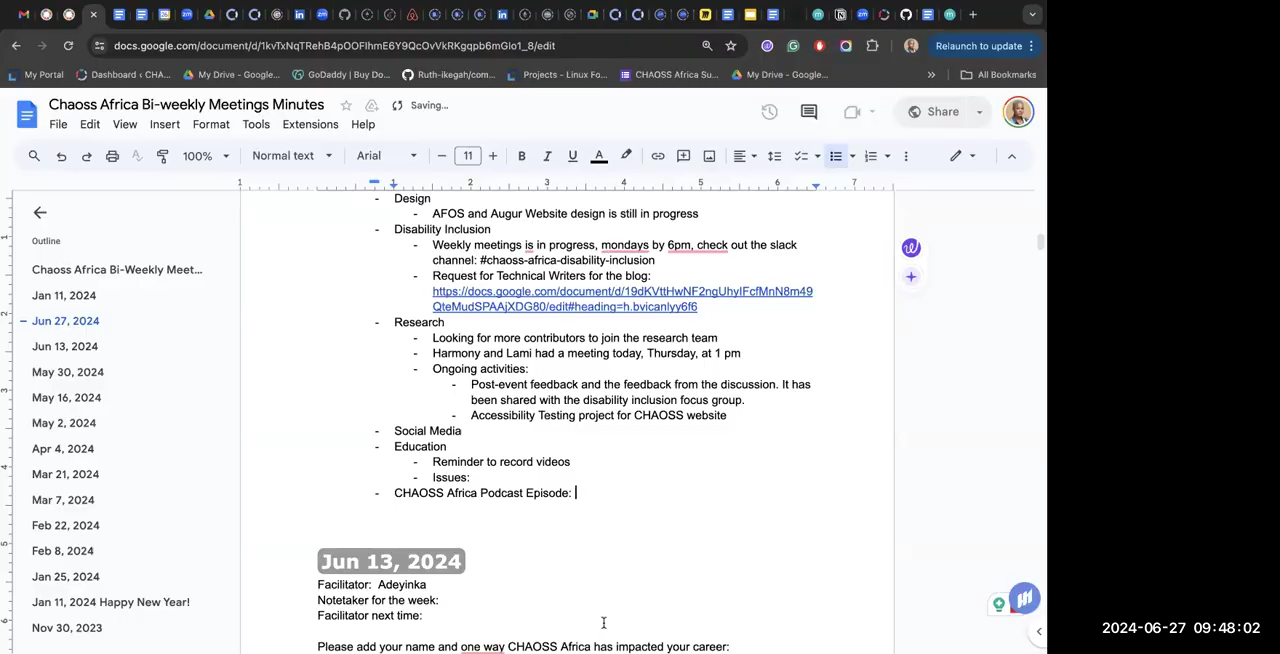 docs.google.com/document/d/1kvTxNqTRehB4pOOFIhmE6Y9QcOvVkRKgqpb6mGlo1_8/edit
Relaunch to update
My Portal
Dashboard ‹ CHA...
My Drive - Google...
GoDaddy | Buy Do...
Ruth-ikegah/com...
Projects - Linux Fo...
CHAOSS Africa Su...
My Drive - Google...
»
All Bookmarks
Chaoss Africa Bi-weekly Meetings Minutes
Saving...
File Edit View Insert Format Tools Extensions Help
Share
100%
Normal text
Arial
11
B I U A
1 1 2 3 4 5 6 7
Outline
Chaoss Africa Bi-Weekly Meet...
Jan 11, 2024
Jun 27, 2024
Jun 13, 2024
May 30, 2024
May 16, 2024
May 2, 2024
Apr 4, 2024
Mar 21, 2024
Mar 7, 2024
Feb 22, 2024
Feb 8, 2024
Jan 25, 2024
Jan 11, 2024 Happy New Year!
Nov 30, 2023
- Design
- AFOS and Augur Website design is still in progress
- Disability Inclusion
- Weekly meetings is in progress, mondays by 6pm, check out the slack
channel: #chaoss-africa-disability-inclusion
- Request for Technical Writers for the blog:
https://docs.google.com/document/d/19dKVttHwNF2ngUhyIFcfMnN8m49
QteMudSPAAjXDG80/edit#heading=h.bvicanlyy6f6
- Research
- Looking for more contributors to join the research team
- Harmony and Lami had a meeting today, Thursday, at 1 pm
- Ongoing activities:
- Post-event feedback and the feedback from the discussion. It has
been shared with the disability inclusion focus group.
- Accessibility Testing project for CHAOSS website
- Social Media
- Education
- Reminder to record videos
- Issues:
- CHAOSS Africa Podcast Episode:
Jun 13, 2024
Facilitator: Adeyinka
Notetaker for the week:
Facilitator next time:
Please add your name and one way CHAOSS Africa has impacted your career:
2024-06-27 09:48:02